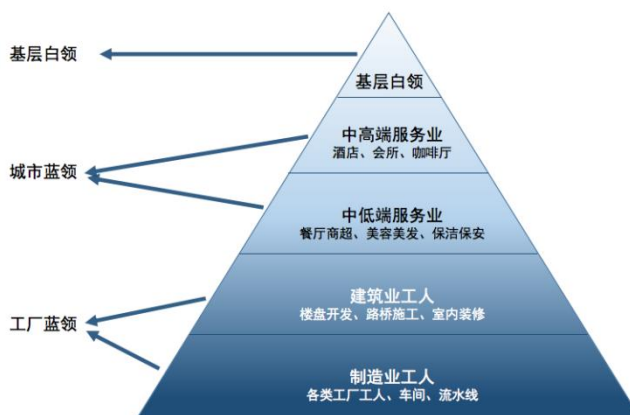 基层白领
基层白领
中高端服务业
酒店、会所、咖啡厅
城市蓝领
中低端服务业
餐厅商超、美容美发、保洁保安
建筑业工人
楼盘开发、路桥施工、室内装修
工厂蓝领
制造业工人
各类工厂工人、车间、流水线